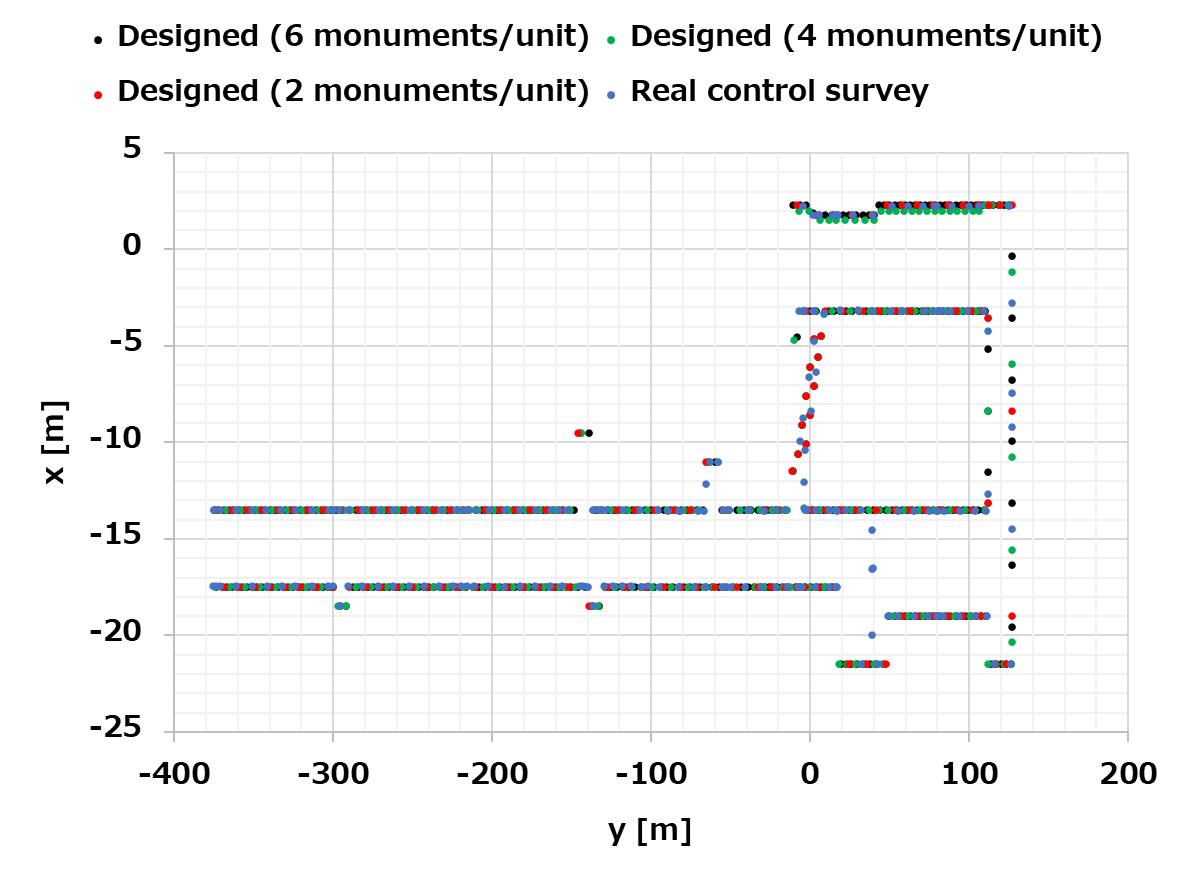 Designed (6 monuments/unit) Designed (4 monuments/unit)
Designed (2 monuments/unit) Real control survey
5
0
-5
-10
-15
-20
-25
x [m]
-400 -300 -200 -100 0 100 200
y [m]